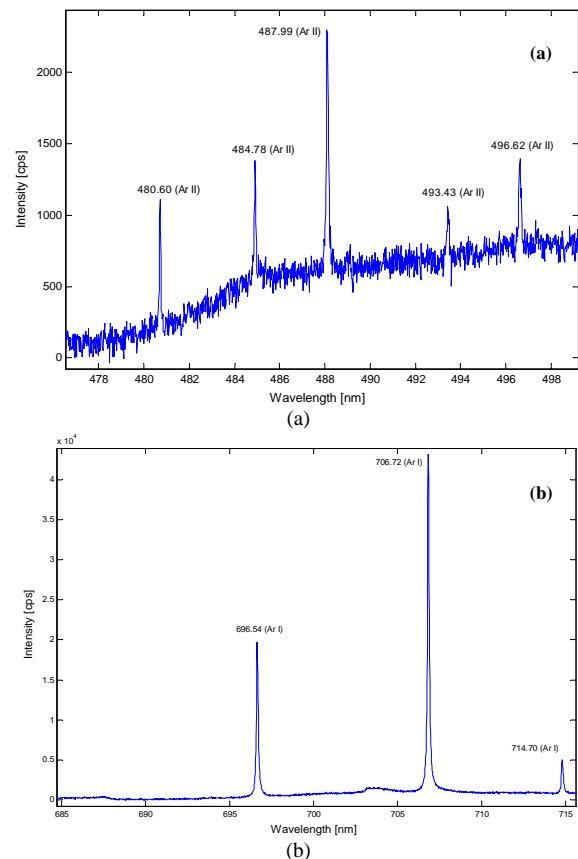 487.99 (Ar II)
(a)
2000
484.78 (Ar II)
496.62 (Ar II)
1500
480.60 (Ar II)
493.43 (Ar II)
Intensity [cps]
1000
500
0
478 480 482 484 486 488 490 492 494 496 498
Wavelength [nm]
(a)
x 10^4
706.72 (Ar I)
(b)
4
3.5
3
2.5
Intensity [cps]
696.54 (Ar I)
2
1.5
1
714.70 (Ar I)
0.5
0
685 690 695 700 705 710 715
Wavelength [nm]
(b)